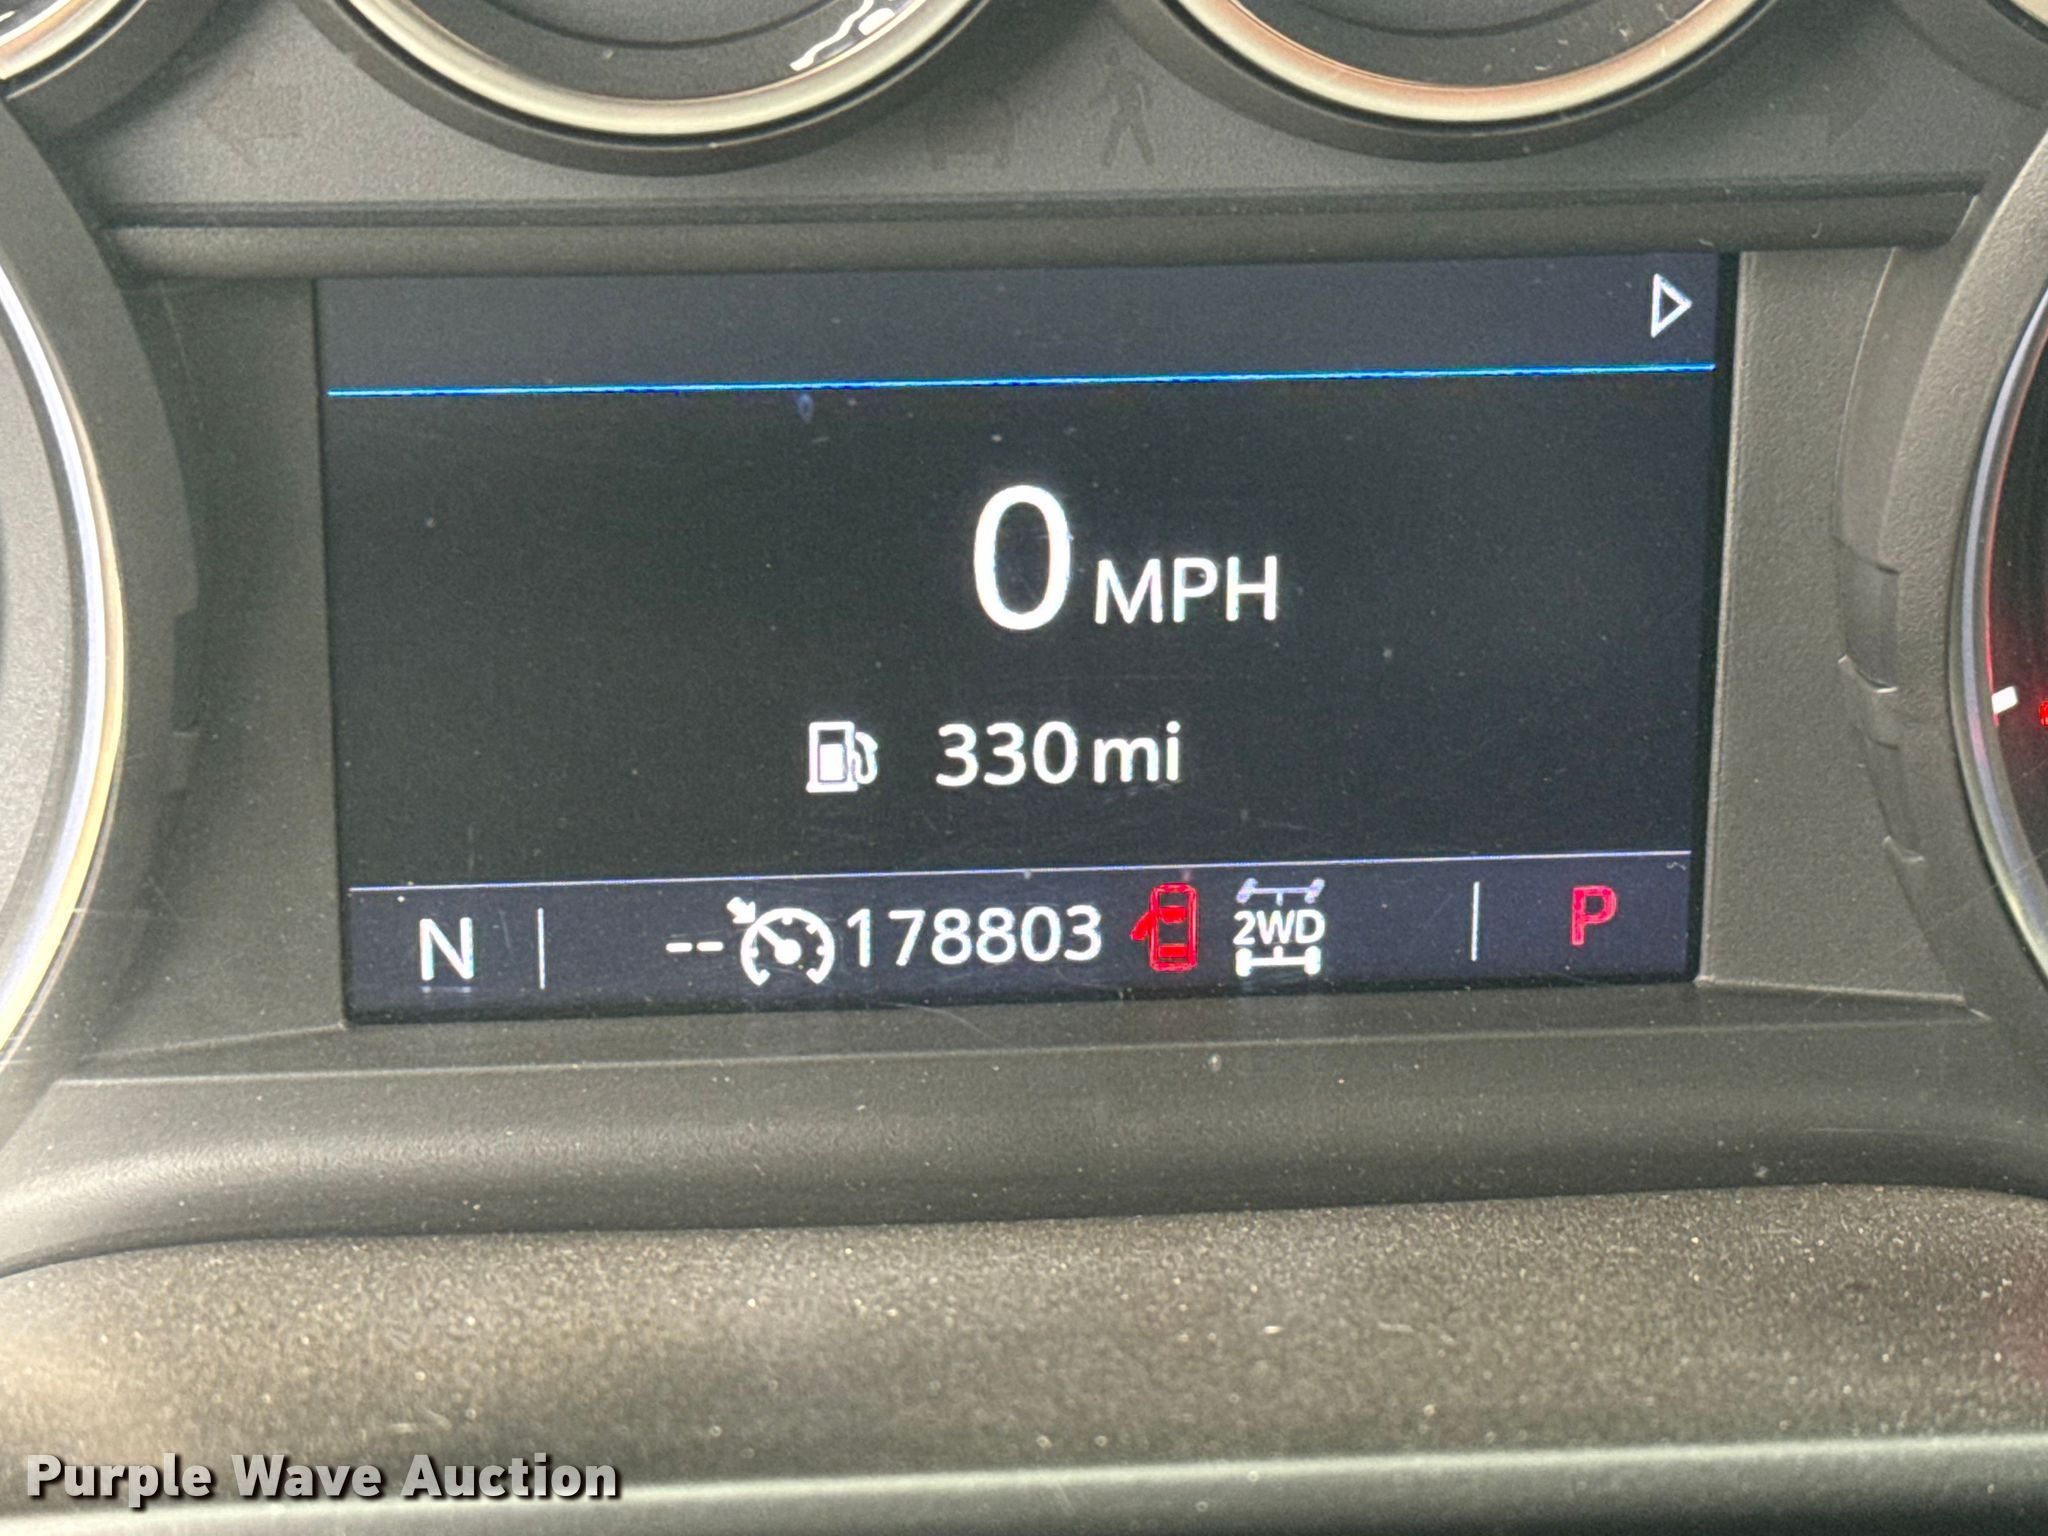 0 MPH
330 mi
N -- 178803 2WD P
Purple Wave Auction